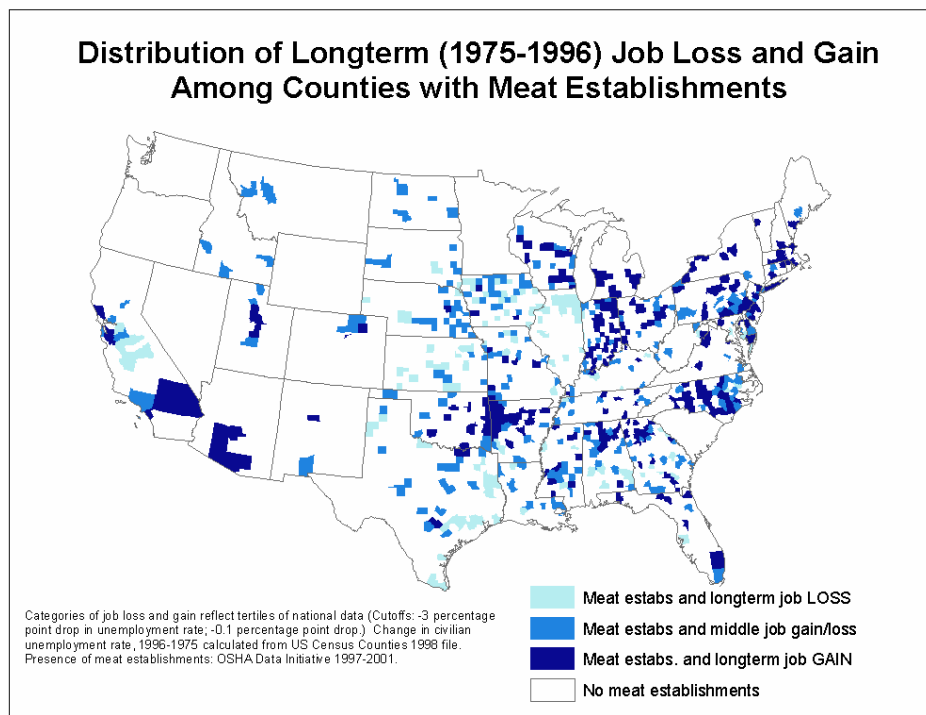 Distribution of Longterm (1975-1996) Job Loss and Gain
Among Counties with Meat Establishments
Categories of job loss and gain reflect tertiles of national data (Cutoffs: -3 percentage
point drop in unemployment rate; -0.1 percentage point drop.)  Change in civilian
unemployment rate, 1996-1975 calculated from US Census Counties 1998 file.
Presence of meat establishments: OSHA Data Initiative 1997-2001.
Meat estabs and longterm job LOSS
Meat estabs and middle job gain/loss
Meat estabs. and longterm job GAIN
No meat establishments